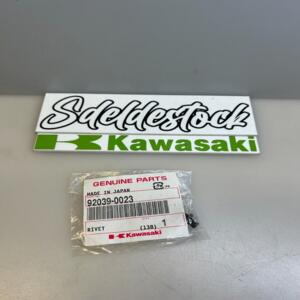 Sdeldestock
Kawasaki
GENUINE PARTS
MADE IN JAPAN
92039-0023
RIVET (13B) 1
Kawasaki